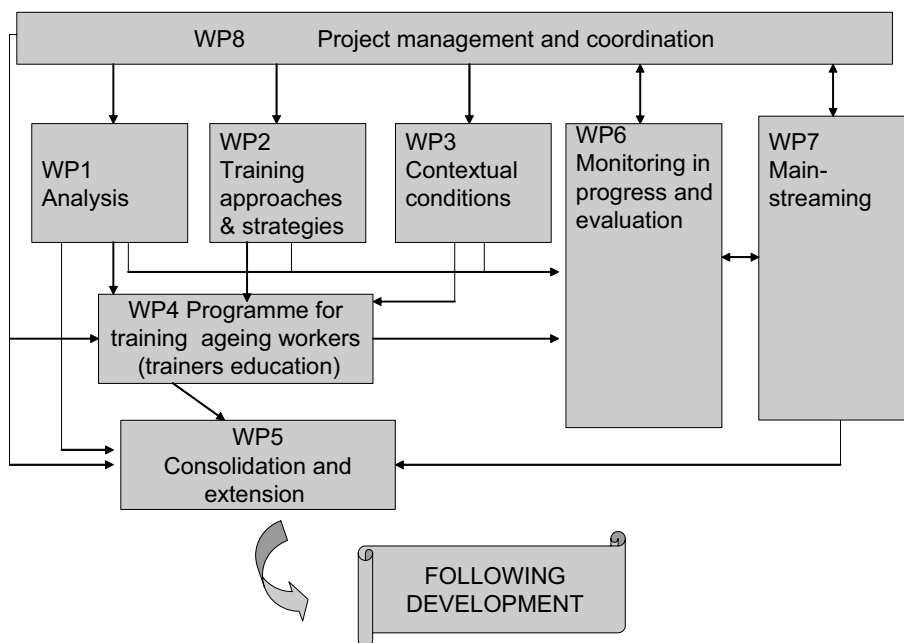 WP8 Project management and coordination
WP1
Analysis
WP2
Training
approaches
& strategies
WP3
Contextual
conditions
WP6
Monitoring in
progress and
evaluation
WP7
Main-
streaming
WP4 Programme for
training ageing workers
(trainers education)
WP5
Consolidation and
extension
FOLLOWING
DEVELOPMENT